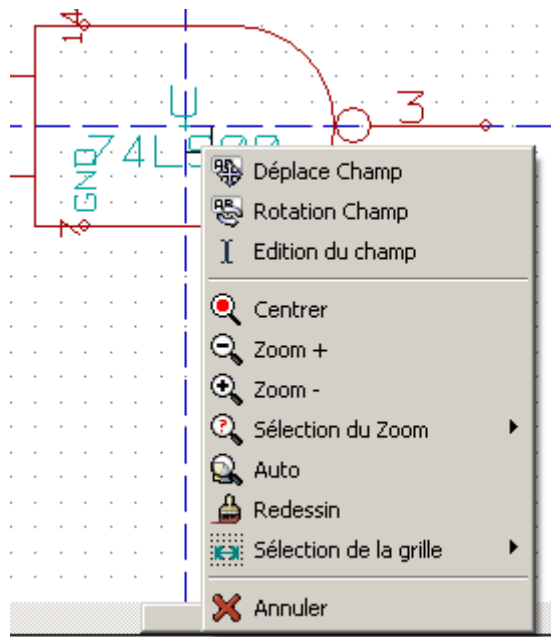 14
U
3
74LS00
GND
7
Déplace Champ
Rotation Champ
Edition du champ
Centrer
Zoom +
Zoom -
Sélection du Zoom
Auto
Redessin
Sélection de la grille
Annuler